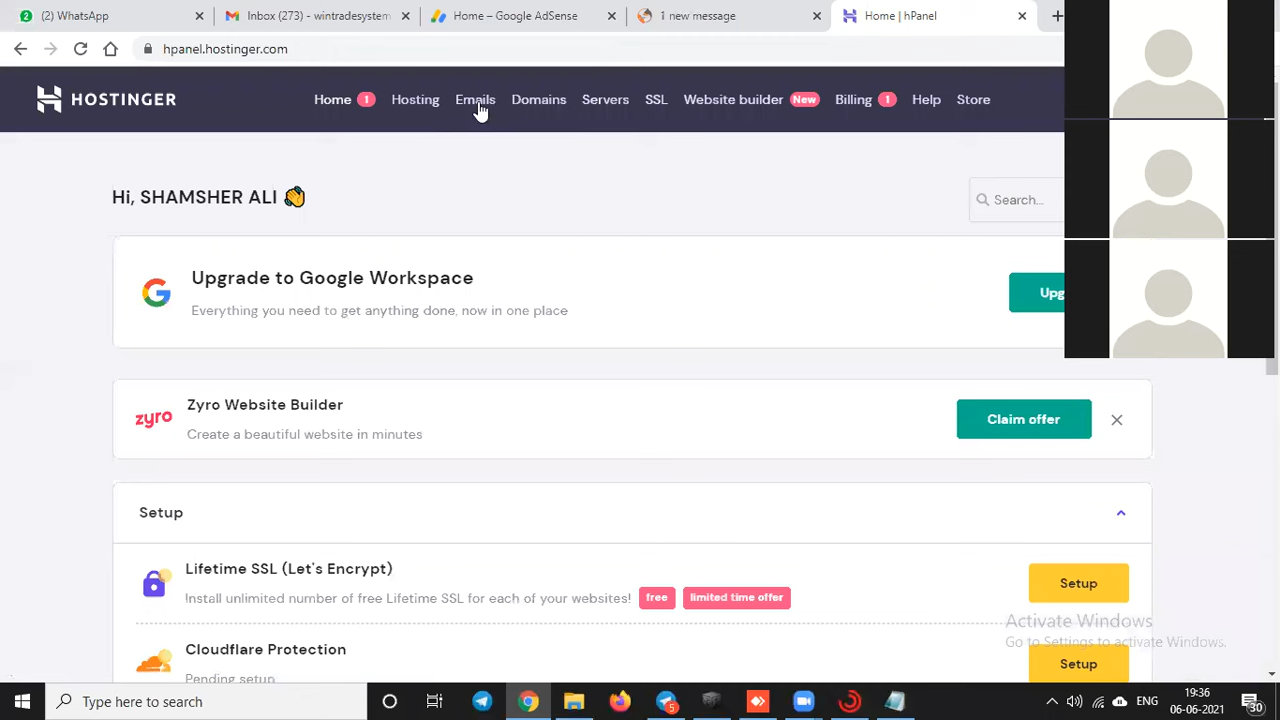 (2) WhatsApp
Inbox (273) - wintradesystem
Home – Google AdSense
1 new message
Home | hPanel
hpanel.hostinger.com
HOSTINGER
Home 1
Hosting
Emails
Domains
Servers
SSL
Website builder New
Billing 1
Help
Store
Hi, SHAMSHER ALI
Search...
Upgrade to Google Workspace
Everything you need to get anything done, now in one place
Upg
Zyro Website Builder
zyro
Create a beautiful website in minutes
Claim offer
Setup
Lifetime SSL (Let's Encrypt)
Install unlimited number of free Lifetime SSL for each of your websites! free limited time offer
Setup
Activate Windows
Go to Settings to activate Windows.
Cloudflare Protection
Pending setup
Setup
Type here to search
5
ENG
19:36
06-06-2021
30